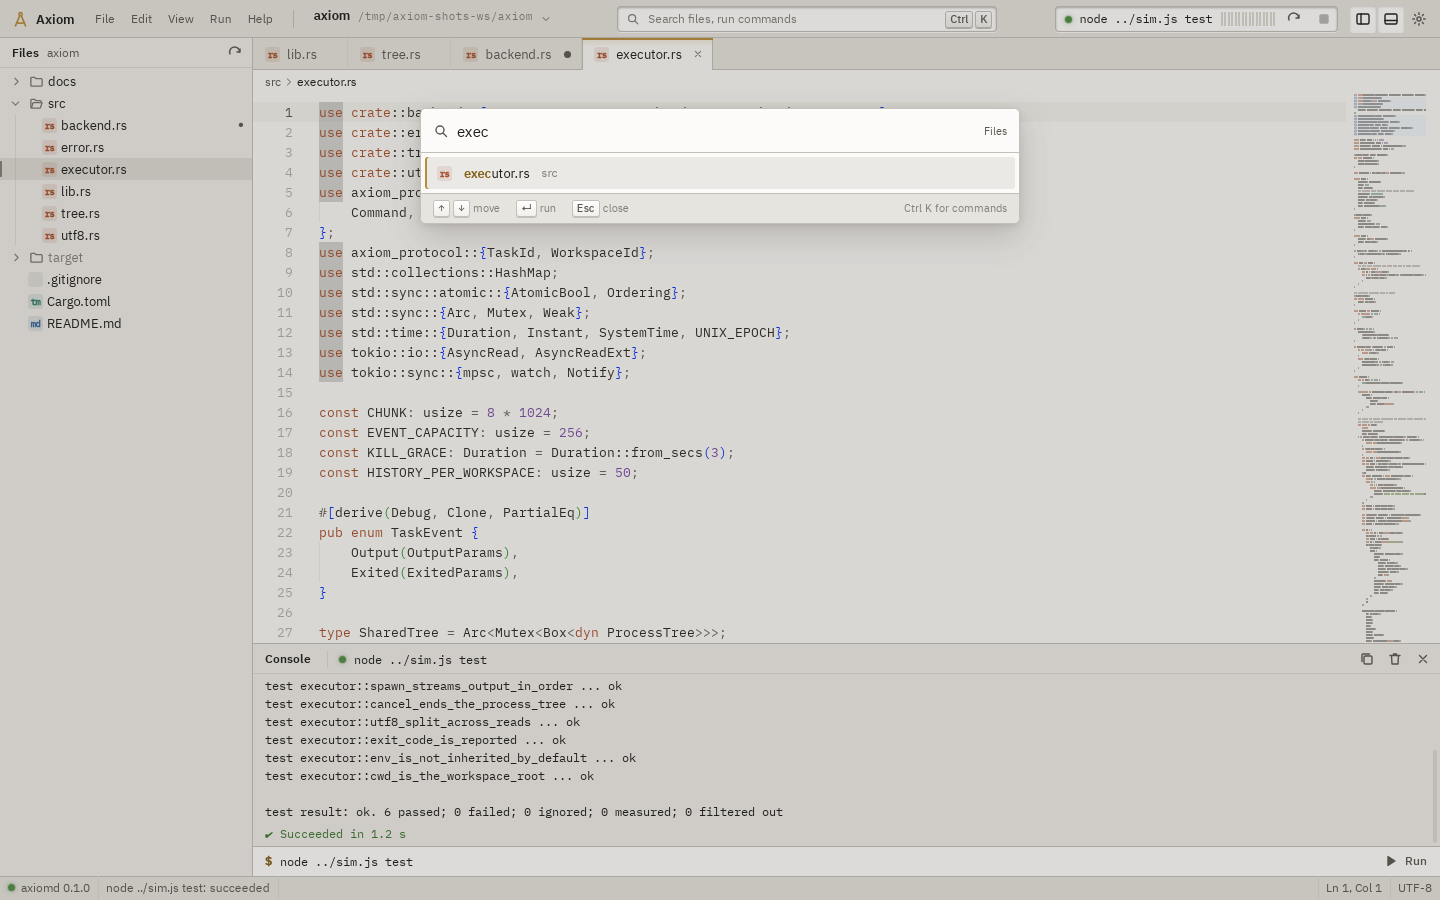 Axiom File Edit View Run Help axiom /tmp/axiom-shots-ws/axiom Search files, run commands Ctrl K node ../sim.js test
Files axiom
lib.rs tree.rs backend.rs executor.rs
src > executor.rs
docs
src
backend.rs
error.rs
executor.rs
lib.rs
tree.rs
utf8.rs
target
.gitignore
Cargo.toml
README.md
exec Files
executor.rs src
move run Esc close Ctrl K for commands
1 use crate::ba
2 use crate::er
3 use crate::tr
4 use crate::ut
5 use axiom_pro
6 Command,
7 };
8 use axiom_protocol::{TaskId, WorkspaceId};
9 use std::collections::HashMap;
10 use std::sync::atomic::{AtomicBool, Ordering};
11 use std::sync::{Arc, Mutex, Weak};
12 use std::time::{Duration, Instant, SystemTime, UNIX_EPOCH};
13 use tokio::io::{AsyncRead, AsyncReadExt};
14 use tokio::sync::{mpsc, watch, Notify};
15
16 const CHUNK: usize = 8 * 1024;
17 const EVENT_CAPACITY: usize = 256;
18 const KILL_GRACE: Duration = Duration::from_secs(3);
19 const HISTORY_PER_WORKSPACE: usize = 50;
20
21 #[derive(Debug, Clone, PartialEq)]
22 pub enum TaskEvent {
23 Output(OutputParams),
24 Exited(ExitedParams),
25 }
26
27 type SharedTree = Arc<Mutex<Box<dyn ProcessTree>>>;
Console node ../sim.js test
test executor::spawn_streams_output_in_order ... ok
test executor::cancel_ends_the_process_tree ... ok
test executor::utf8_split_across_reads ... ok
test executor::exit_code_is_reported ... ok
test executor::env_is_not_inherited_by_default ... ok
test executor::cwd_is_the_workspace_root ... ok
test result: ok. 6 passed; 0 failed; 0 ignored; 0 measured; 0 filtered out
✔ Succeeded in 1.2 s
$ node ../sim.js test Run
axiomd 0.1.0 node ../sim.js test: succeeded Ln 1, Col 1 UTF-8